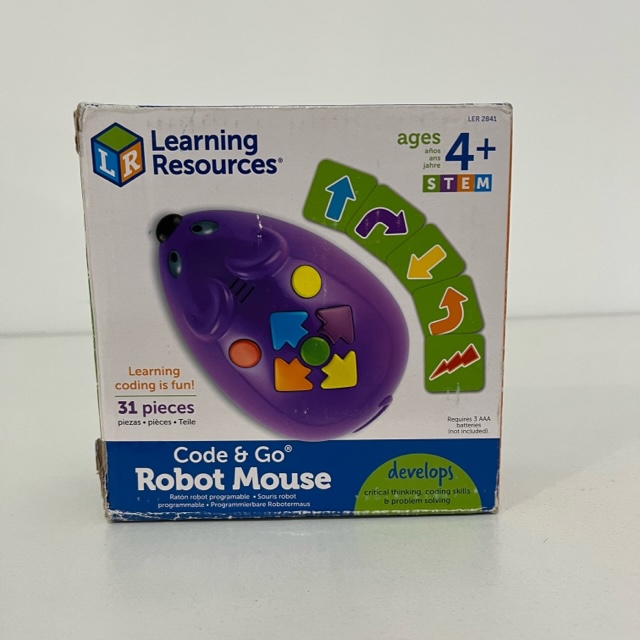 LER 2841
LR
Learning
Resources®
ages
años
ans
jahre
4+
STEM
Learning
coding is fun!
31 pieces
piezas • pièces • Teile
Requires 3 AAA
batteries
(not included).
Code & Go®
Robot Mouse
Ratón robot programable • Souris robot
programmable • Programmierbare Robotermaus
develops
critical thinking, coding skills
& problem solving